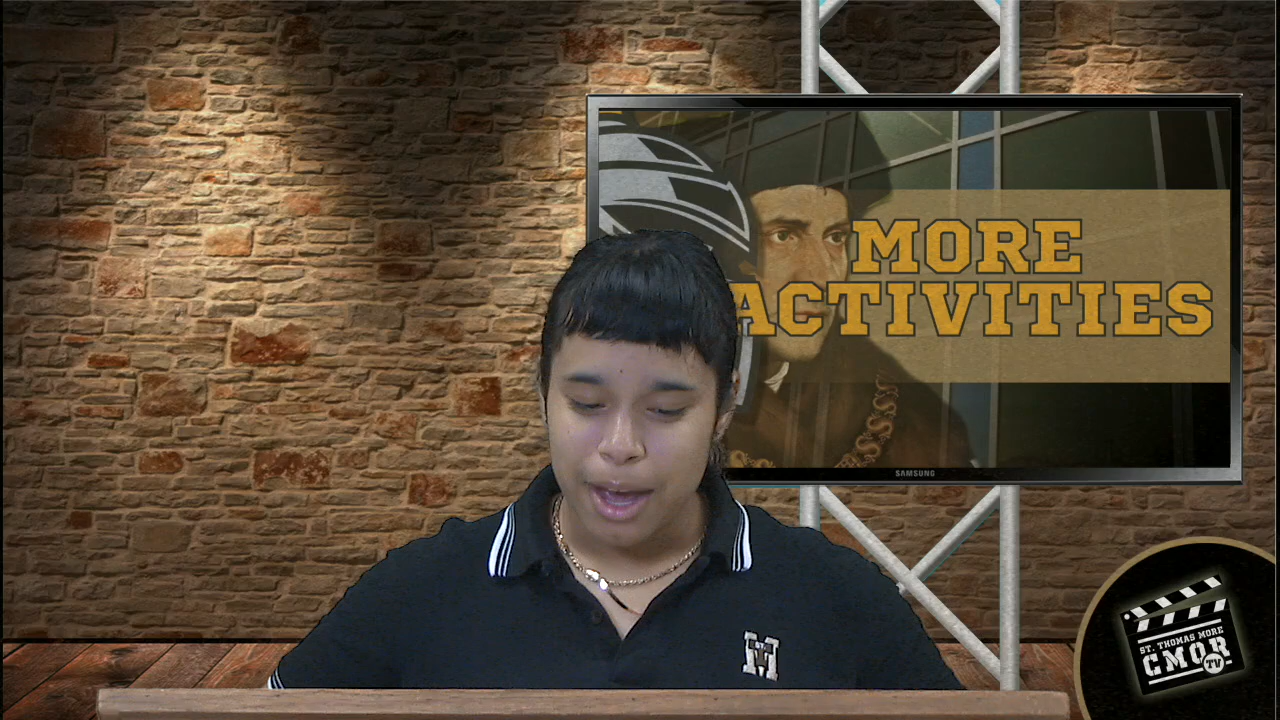 MORE
ACTIVITIES
SAMSUNG
ST. THOMAS MORE
CMOR
TV
M